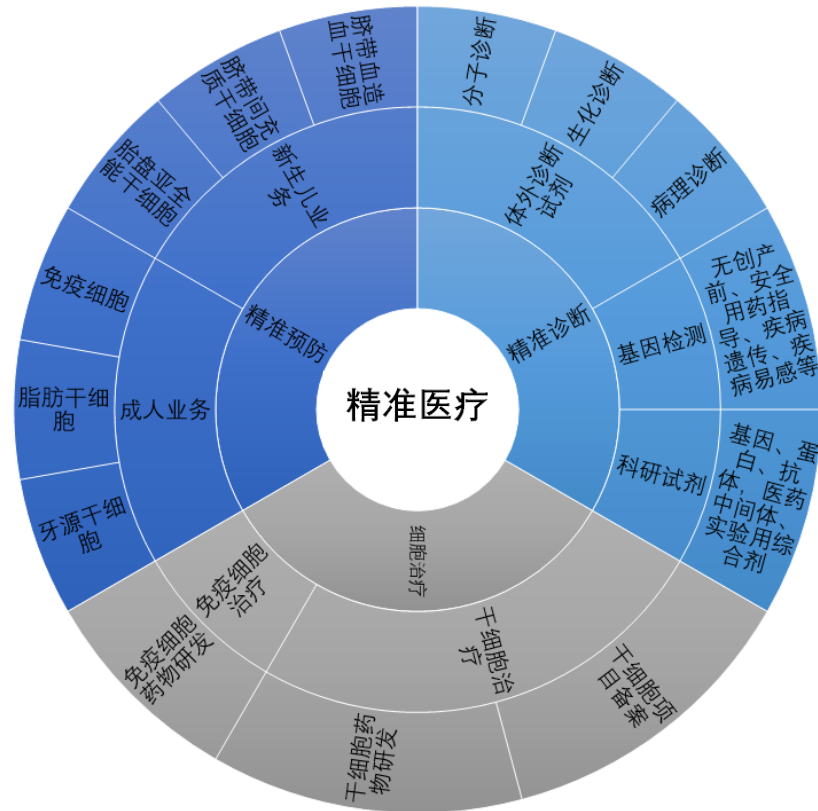 精准医疗
精准诊断
体外诊断
试剂
分子诊断
生化诊断
病理诊断
基因检测
无创产
前、安全
用药指
导、疾病
遗传、疾
病易感等
科研试剂
基因、蛋
白、抗
体、医药
中间体、
实验用综
合剂
细胞治疗
干细胞治
疗
干细胞项
目备案
干细胞药
物研发
免疫细胞
治疗
免疫细胞
药物研发
精准预防
成人业务
牙源干细
胞
脂肪干细
胞
免疫细胞
新生儿业
务
胎盘亚全
能干细胞
脐带间充
质干细胞
脐带血造
血干细胞